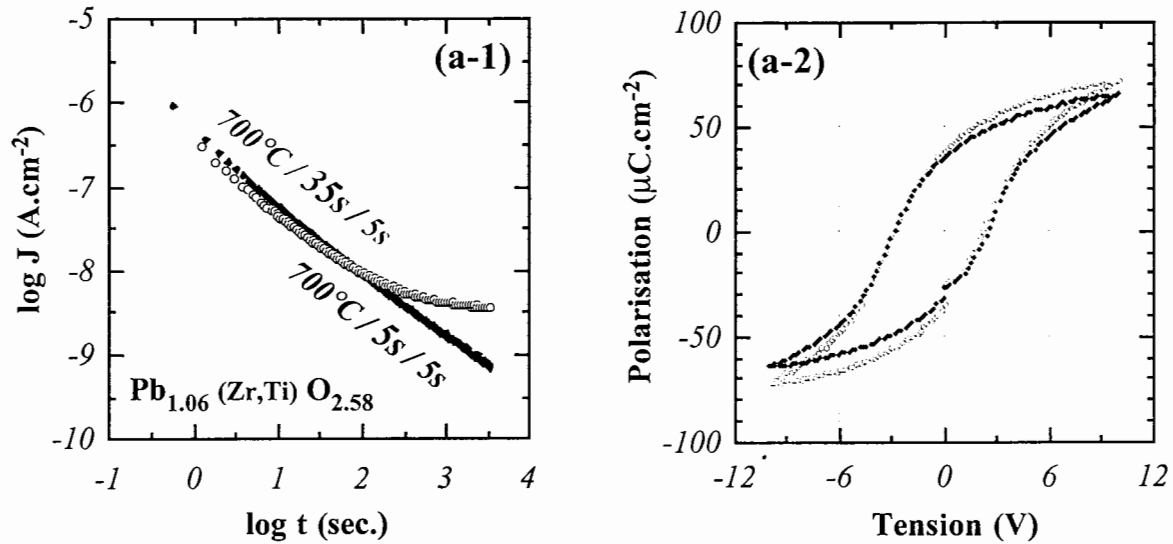 (a-1)
-5
-6
-7
-8
-9
-10
log J (A.cm-2)
700°C / 35s / 5s
700°C / 5s / 5s
Pb1.06 (Zr,Ti) O2.58
-1 0 1 2 3 4
log t (sec.)
(a-2)
100
50
0
-50
-100
Polarisation (µC.cm-2)
-12 -6 0 6 12
Tension (V)